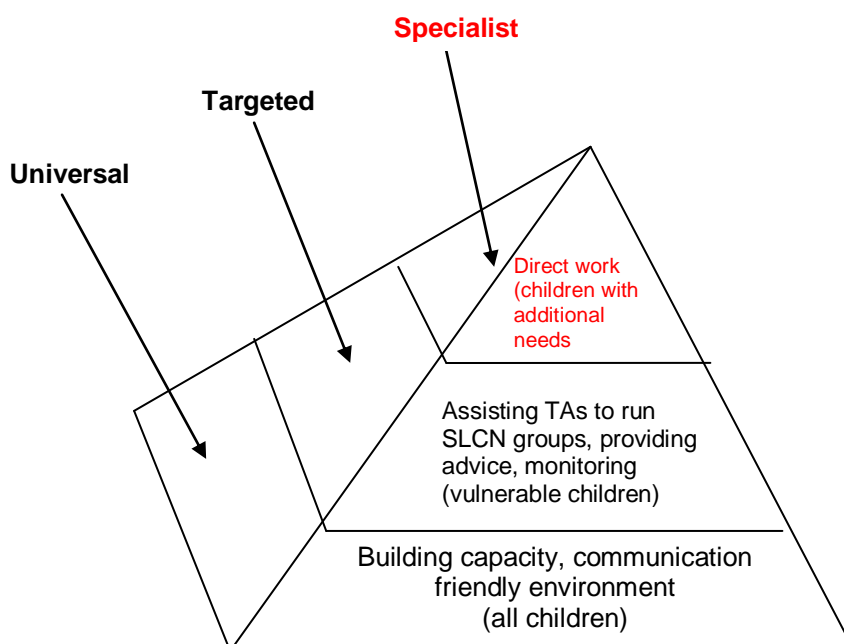 Specialist
Targeted
Universal
Direct work
(children with
additional
needs
Assisting TAs to run
SLCN groups, providing
advice, monitoring
(vulnerable children)
Building capacity, communication
friendly environment
(all children)